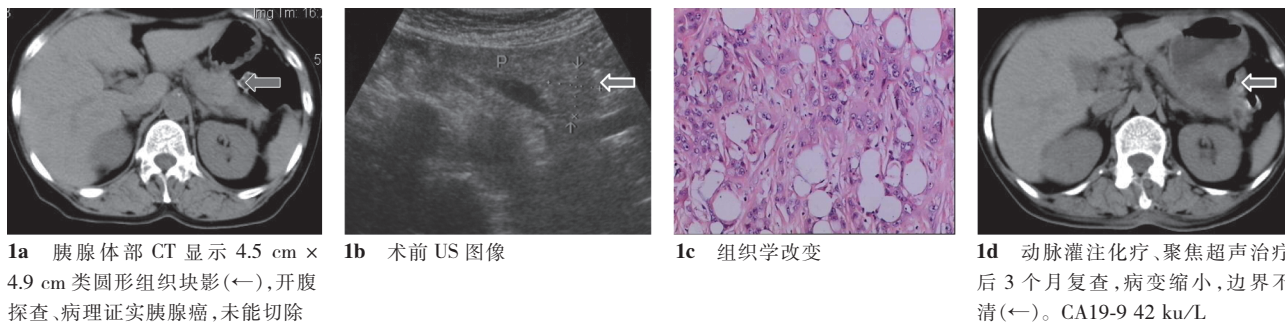 Img Tm: 16:2
5
P
1a 胰腺体部 CT 显示 4.5 cm ×
4.9 cm 类圆形组织块影(←),开腹
探查、病理证实胰腺癌,未能切除
1b 术前 US 图像
1c 组织学改变
1d 动脉灌注化疗、聚焦超声治疗
后 3 个月复查,病变缩小,边界不
清(←)。CA19-9 42 ku/L